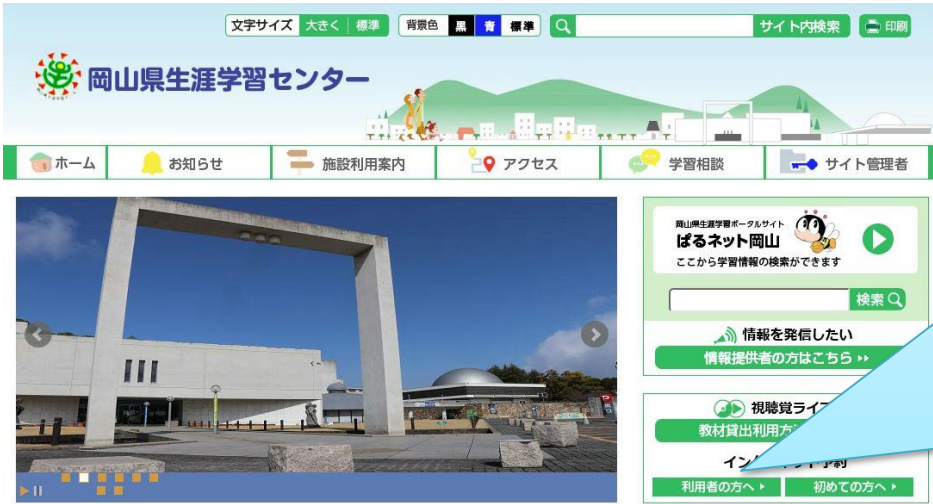 文字サイズ 大きく 標準 背景色 黒 青 標準 サイト内検索 印刷
岡山県生涯学習センター
ホーム お知らせ 施設利用案内 アクセス 学習相談 サイト管理者
岡山県生涯学習ポータルサイト
ぱるネット岡山
ここから学習情報の検索ができます
検索
情報を発信したい
情報提供者の方はこちら
視聴覚ライブ
教材貸出利用方
イン
ット予約
利用者の方へ 初めての方へ